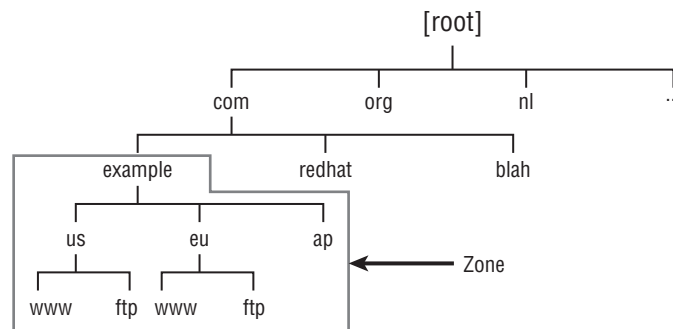 [root]
com org nl ..
example redhat blah
us eu ap
Zone
www ftp www ftp